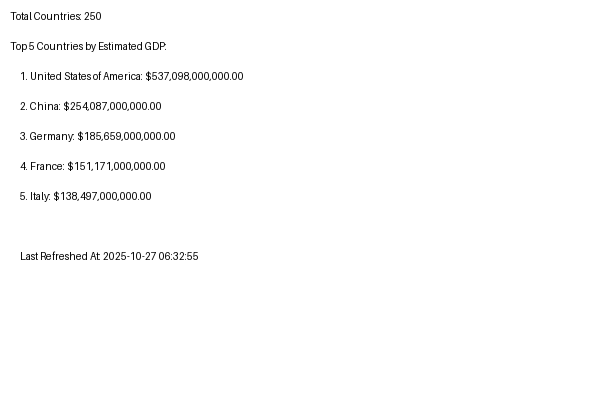 Total Countries: 250
Top 5 Countries by Estimated GDP:
1. United States of America: $537,098,000,000.00
2. China: $254,087,000,000.00
3. Germany: $185,659,000,000.00
4. France: $151,171,000,000.00
5. Italy: $138,497,000,000.00
Last Refreshed At: 2025-10-27 06:32:55